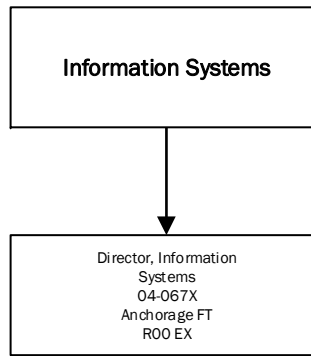 Information Systems
Director, Information
Systems
04-067X
Anchorage FT
R00 EX